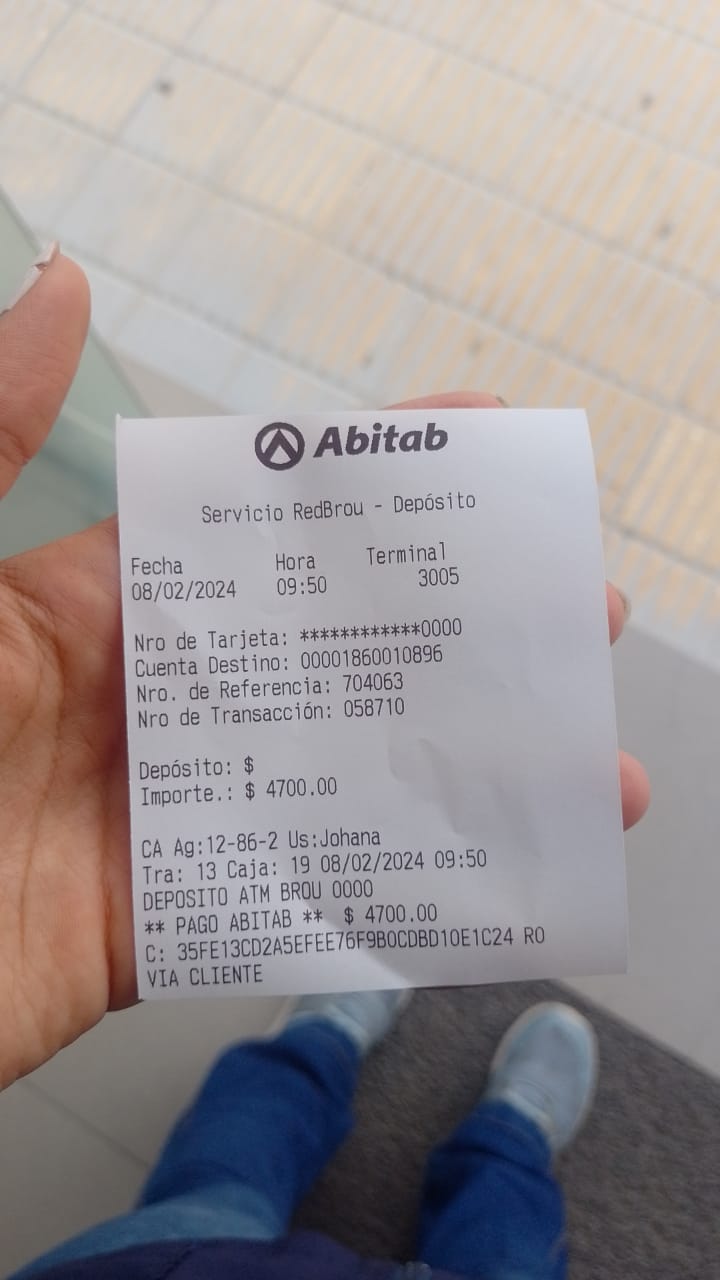 Abitab
Servicio RedBrou - Depósito
Fecha Hora Terminal
08/02/2024 09:50 3005
Nro de Tarjeta: ************0000
Cuenta Destino: 00001860010896
Nro. de Referencia: 704063
Nro de Transacción: 058710
Depósito: $
Importe.: $ 4700.00
CA Ag:12-86-2 Us:Johana
Tra: 13 Caja: 19 08/02/2024 09:50
DEPOSITO ATM BROU 0000
** PAGO ABITAB ** $ 4700.00
C: 35FE13CD2A5EFEE76F9B0CDBD10E1C24 RO
VIA CLIENTE